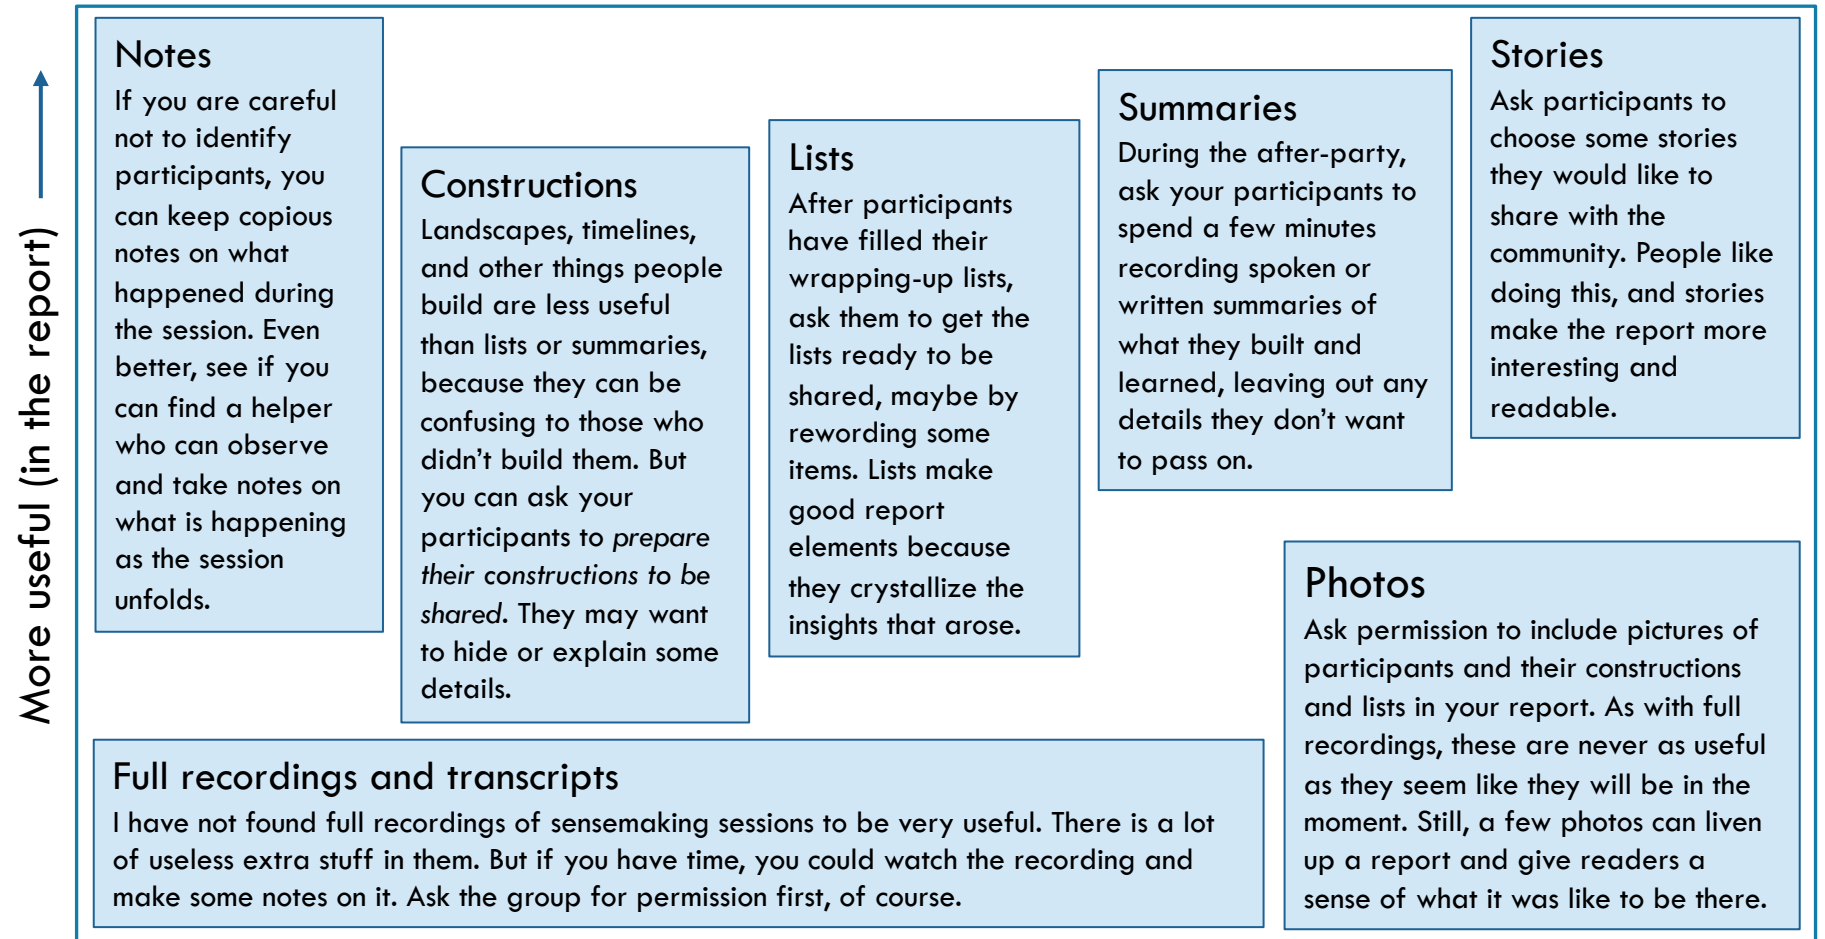 More useful (in the report)
Notes
If you are careful
not to identify
participants, you
can keep copious
notes on what
happened during
the session. Even
better, see if you
can find a helper
who can observe
and take notes on
what is happening
as the session
unfolds.
Constructions
Landscapes, timelines,
and other things people
build are less useful
than lists or summaries,
because they can be
confusing to those who
didn't build them. But
you can ask your
participants to prepare
their constructions to be
shared. They may want
to hide or explain some
details.
Lists
After participants
have filled their
wrapping-up lists,
ask them to get the
lists ready to be
shared, maybe by
rewording some
items. Lists make
good report
elements because
they crystallize the
insights that arose.
Summaries
During the after-party,
ask your participants to
spend a few minutes
recording spoken or
written summaries of
what they built and
learned, leaving out any
details they don't want
to pass on.
Stories
Ask participants to
choose some stories
they would like to
share with the
community. People like
doing this, and stories
make the report more
interesting and
readable.
Full recordings and transcripts
I have not found full recordings of sensemaking sessions to be very useful. There is a lot
of useless extra stuff in them. But if you have time, you could watch the recording and
make some notes on it. Ask the group for permission first, of course.
Photos
Ask permission to include pictures of
participants and their constructions
and lists in your report. As with full
recordings, these are never as useful
as they seem like they will be in the
moment. Still, a few photos can liven
up a report and give readers a
sense of what it was like to be there.